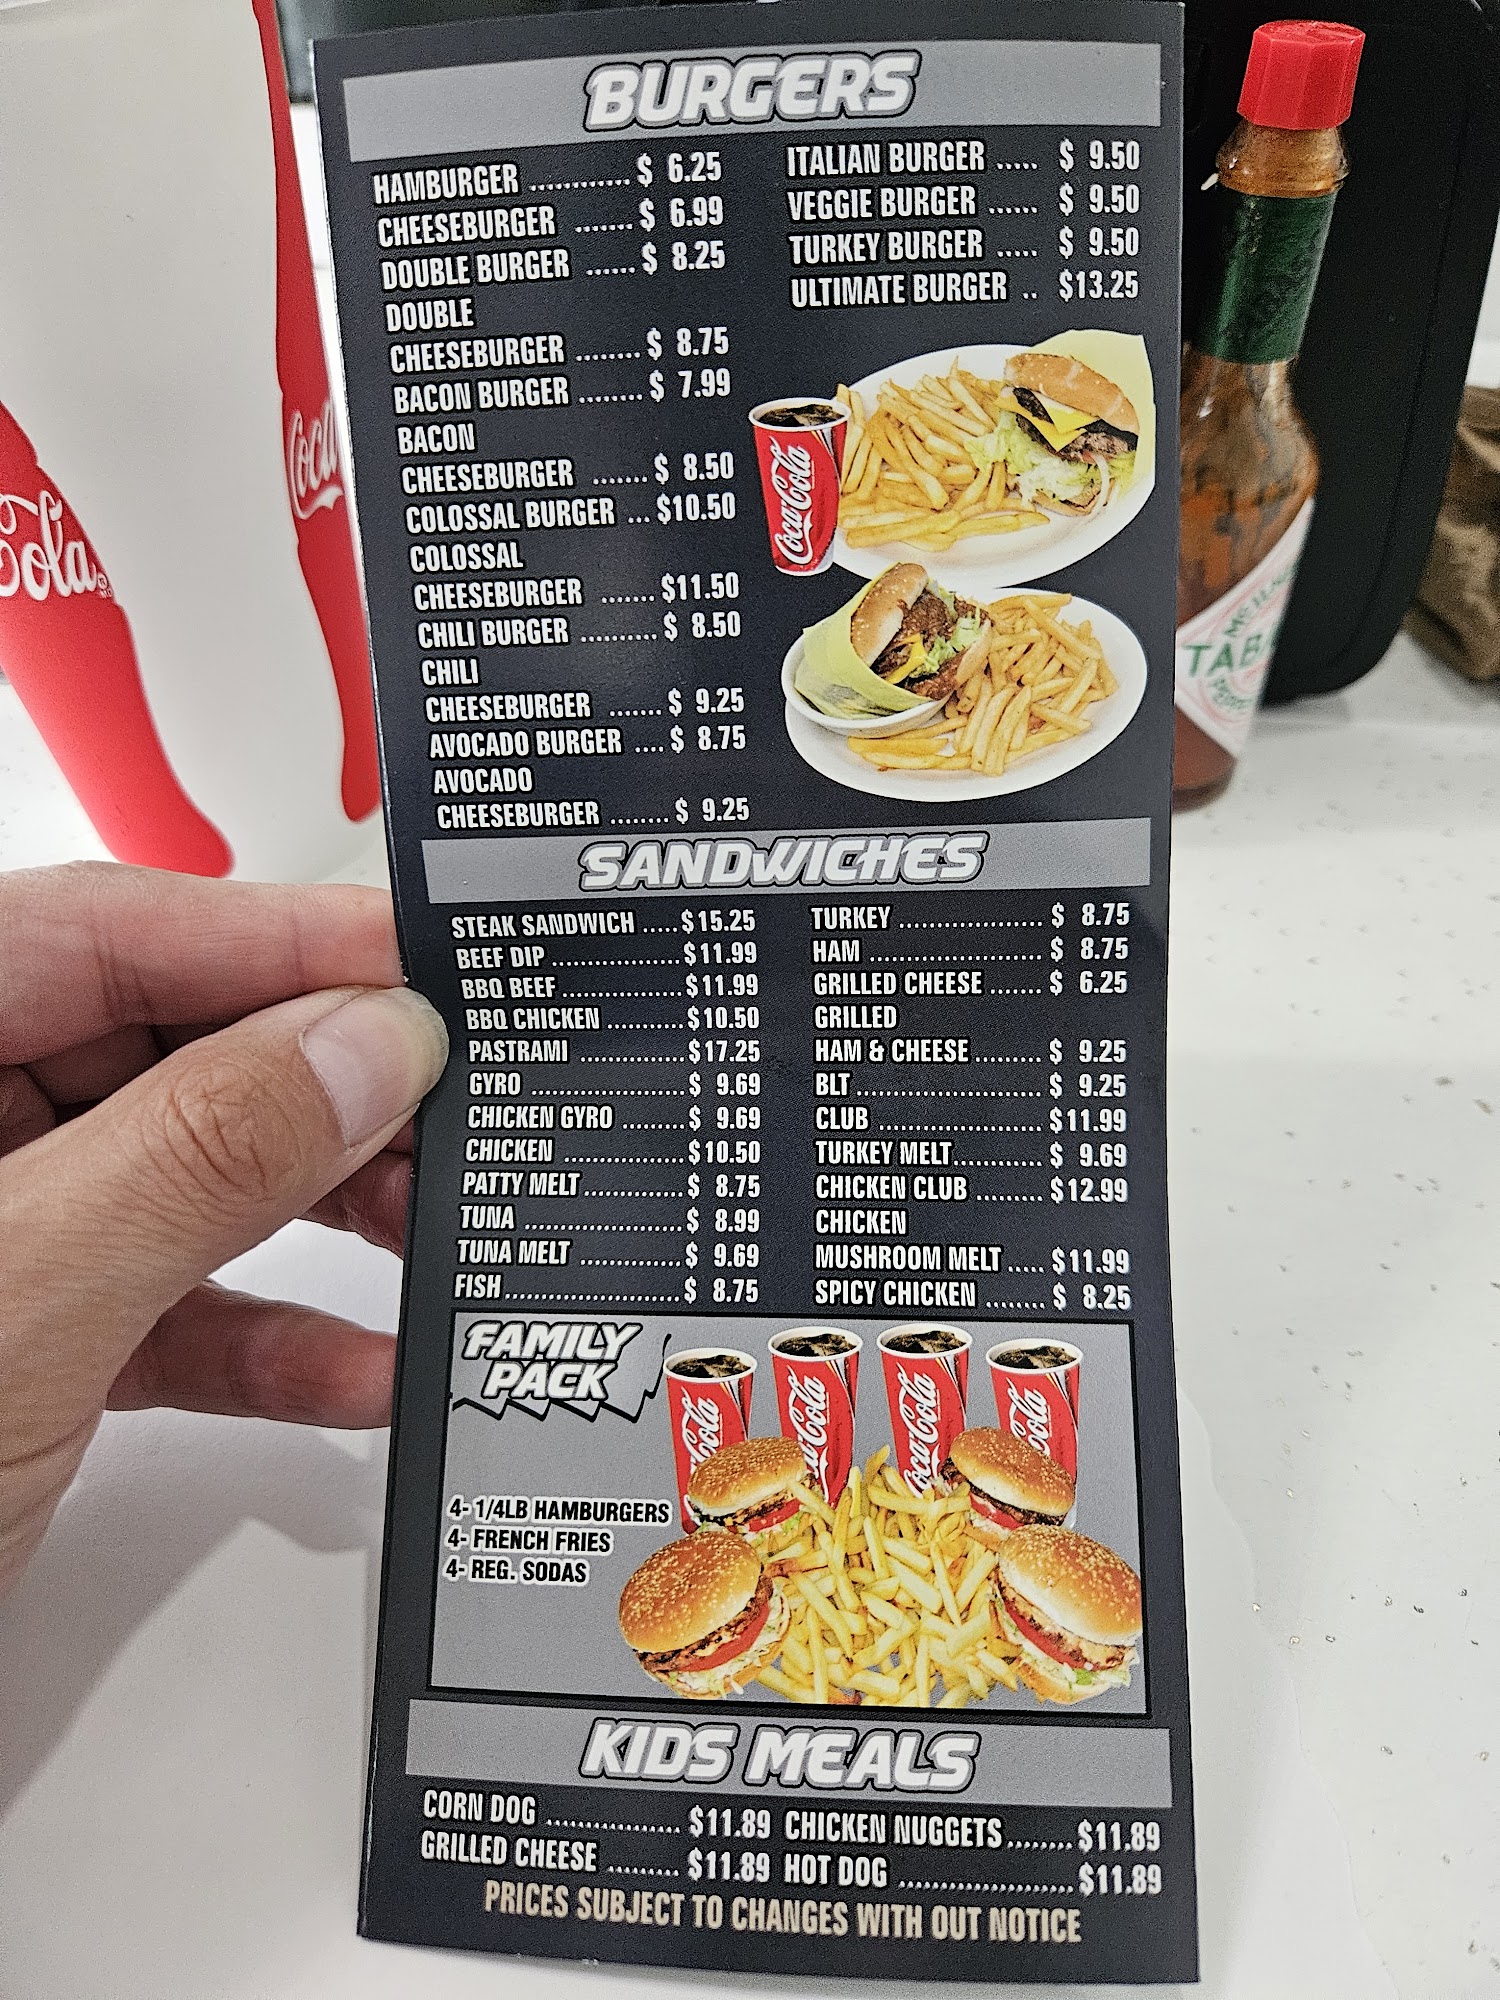 BURGERS
HAMBURGER ............ $ 6.25
CHEESEBURGER ....... $ 6.99
DOUBLE BURGER ...... $ 8.25
DOUBLE
CHEESEBURGER ........ $ 8.75
BACON BURGER ........ $ 7.99
BACON
CHEESEBURGER ....... $ 8.50
COLOSSAL BURGER ... $10.50
COLOSSAL
CHEESEBURGER ....... $11.50
CHILI BURGER .......... $ 8.50
CHILI
CHEESEBURGER ....... $ 9.25
AVOCADO BURGER .... $ 8.75
AVOCADO
CHEESEBURGER ........ $ 9.25
ITALIAN BURGER ..... $ 9.50
VEGGIE BURGER ...... $ 9.50
TURKEY BURGER ..... $ 9.50
ULTIMATE BURGER .. $13.25
Coca-Cola
SANDWICHES
STEAK SANDWICH ..... $15.25
BEEF DIP ................... $11.99
BBQ BEEF .................. $11.99
BBQ CHICKEN ........... $10.50
PASTRAMI ............... $17.25
GYRO ....................... $ 9.69
CHICKEN GYRO ......... $ 9.69
CHICKEN ................... $10.50
PATTY MELT .............. $ 8.75
TUNA ....................... $ 8.99
TUNA MELT ............... $ 9.69
FISH .......................... $ 8.75
TURKEY ..................... $ 8.75
HAM ......................... $ 8.75
GRILLED CHEESE ....... $ 6.25
GRILLED
HAM & CHEESE ......... $ 9.25
BLT ........................... $ 9.25
CLUB ........................ $11.99
TURKEY MELT ............ $ 9.69
CHICKEN CLUB ......... $12.99
CHICKEN
MUSHROOM MELT ..... $11.99
SPICY CHICKEN ........ $ 8.25
FAMILY
PACK
4- 1/4LB HAMBURGERS
4- FRENCH FRIES
4- REG. SODAS
Coca-Cola
Coca-Cola
KIDS MEALS
CORN DOG ................ $11.89 CHICKEN NUGGETS ........ $11.89
GRILLED CHEESE ......... $11.89 HOT DOG ...................... $11.89
PRICES SUBJECT TO CHANGES WITH OUT NOTICE
Cola
Coca
TAB